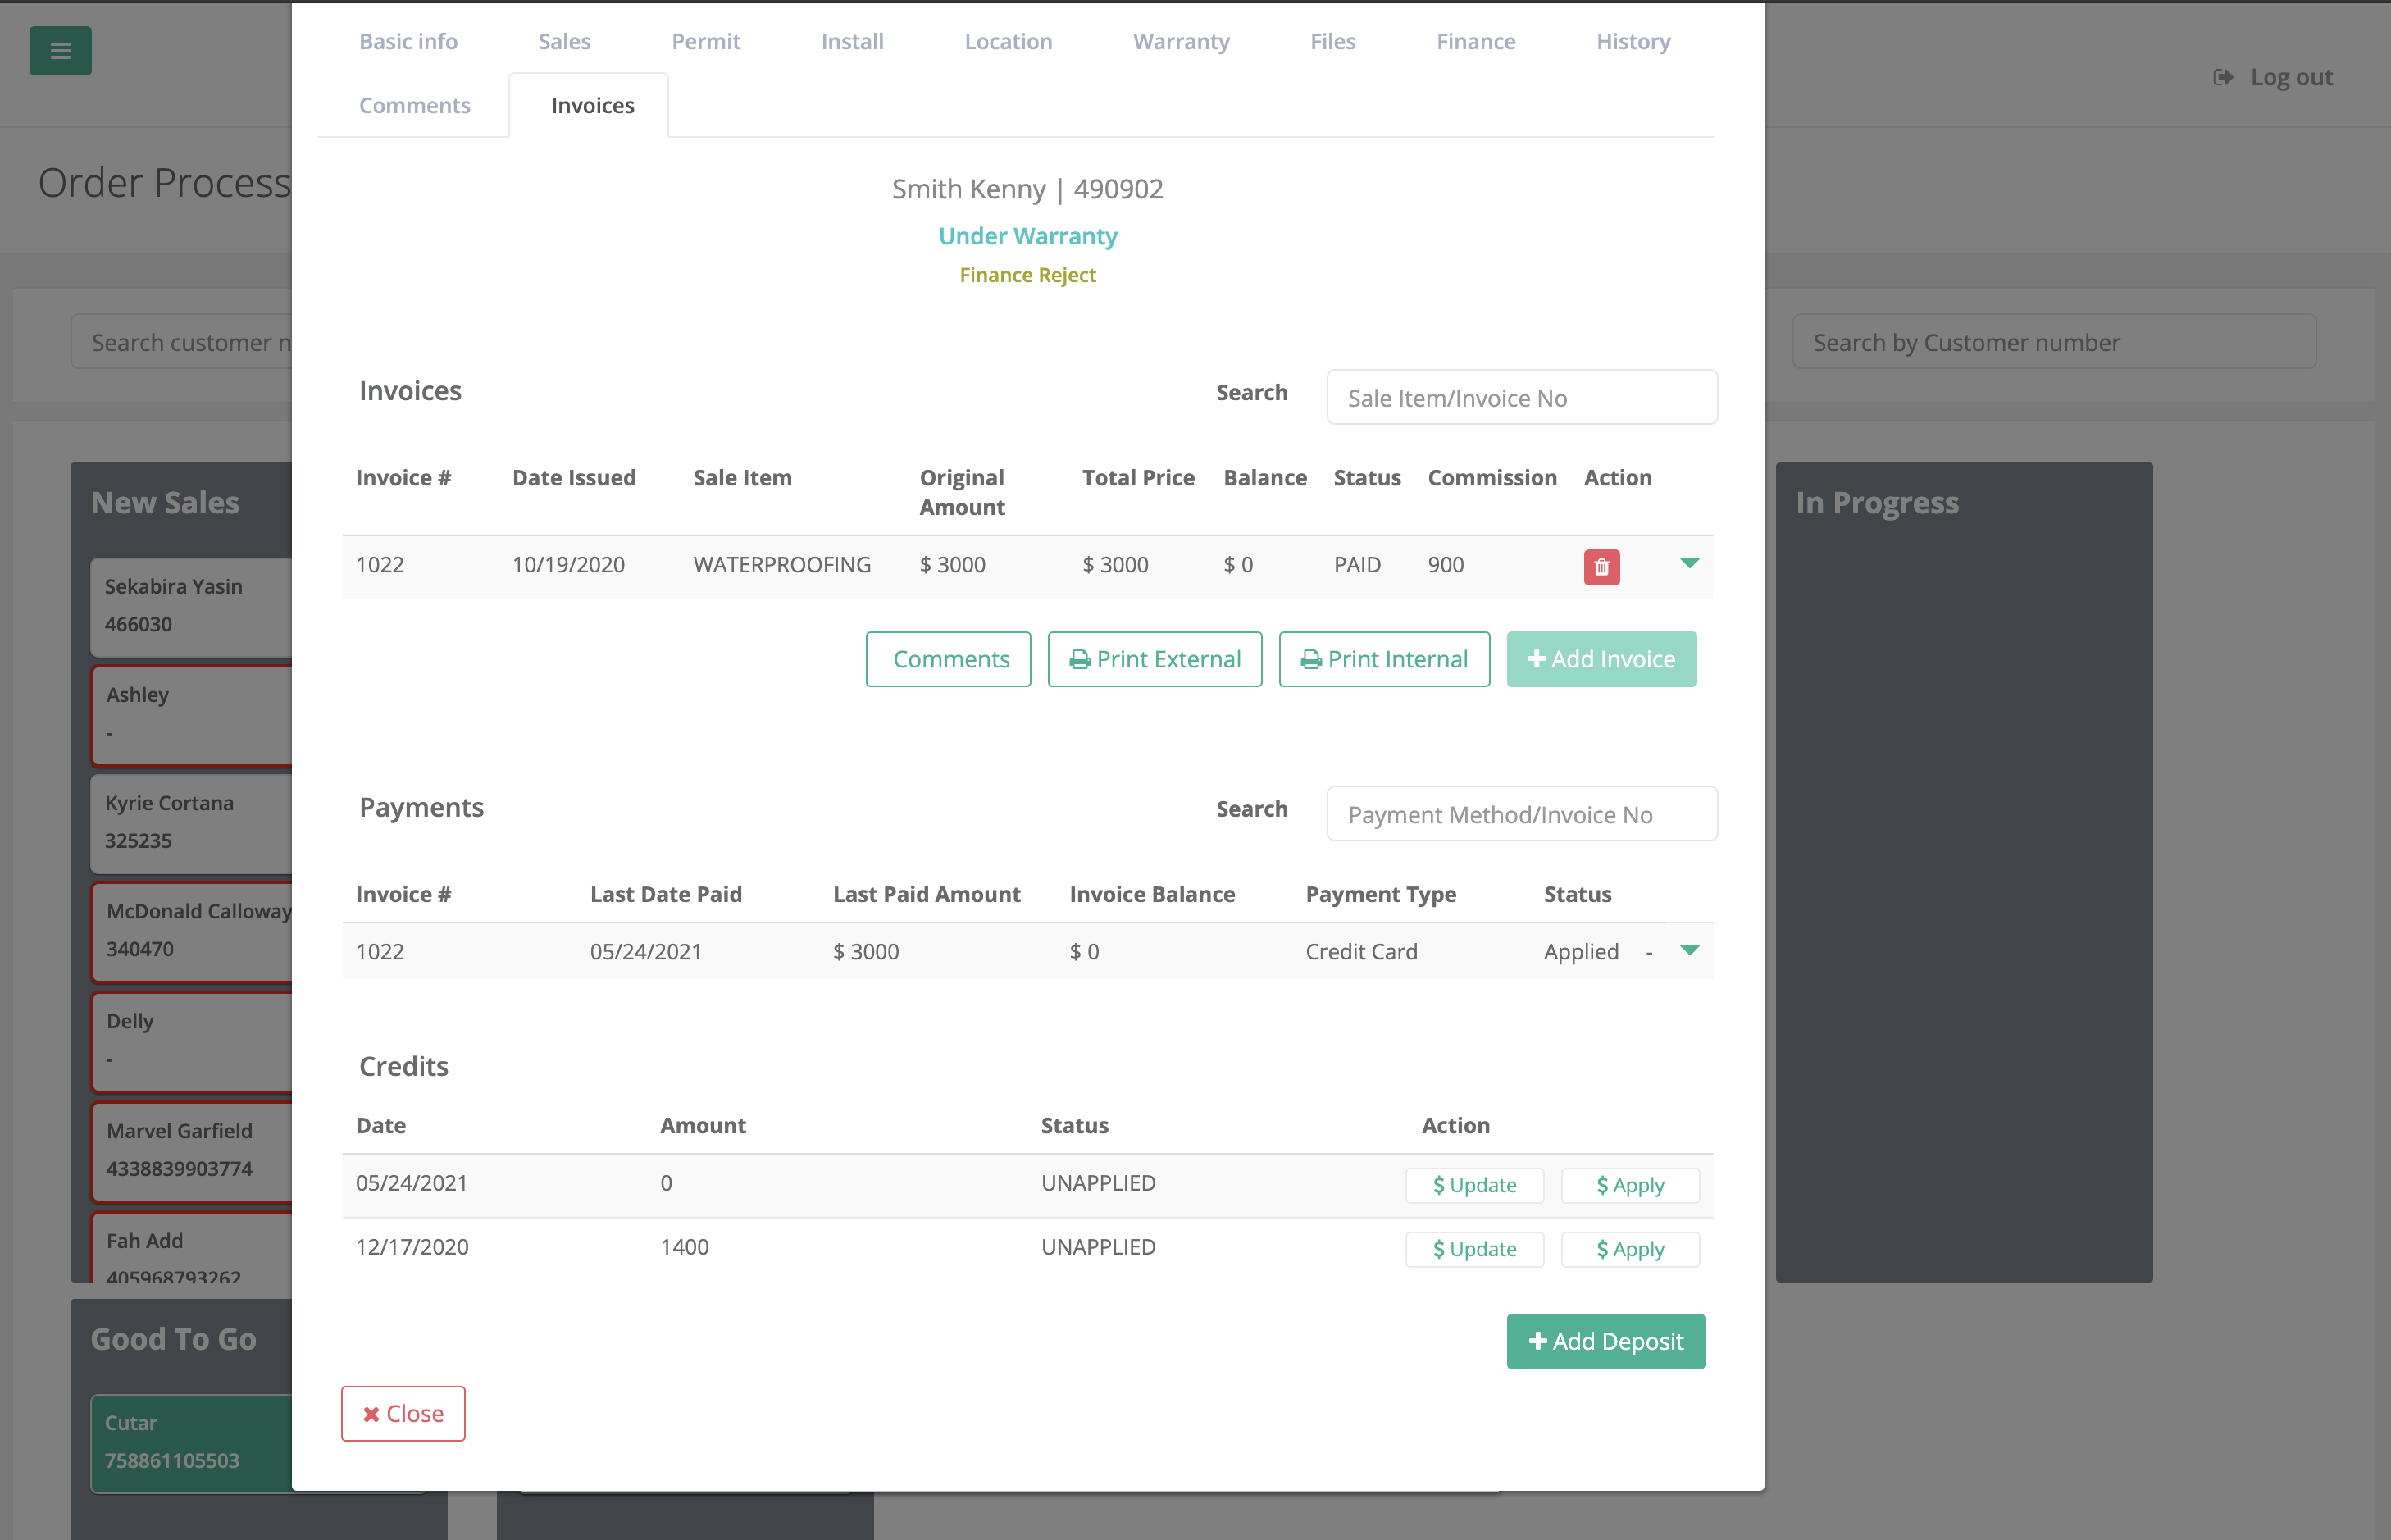 Basic info Sales Permit Install Location Warranty Files Finance History
Comments Invoices
Log out
Order Process
Smith Kenny | 490902
Under Warranty
Finance Reject
Search customer n
Search by Customer number
Invoices Search Sale Item/Invoice No
Invoice # Date Issued Sale Item Original Amount Total Price Balance Status Commission Action
1022 10/19/2020 WATERPROOFING $ 3000 $ 3000 $ 0 PAID 900
Comments Print External Print Internal Add Invoice
Payments Search Payment Method/Invoice No
Invoice # Last Date Paid Last Paid Amount Invoice Balance Payment Type Status
1022 05/24/2021 $ 3000 $ 0 Credit Card Applied -
Credits
Date Amount Status Action
05/24/2021 0 UNAPPLIED $ Update $ Apply
12/17/2020 1400 UNAPPLIED $ Update $ Apply
Add Deposit
Close
New Sales
Sekabira Yasin
466030
Ashley
-
Kyrie Cortana
325235
McDonald Calloway
340470
Delly
-
Marvel Garfield
4338839903774
Fah Add
405968793262
Good To Go
Cutar
758861105503
In Progress